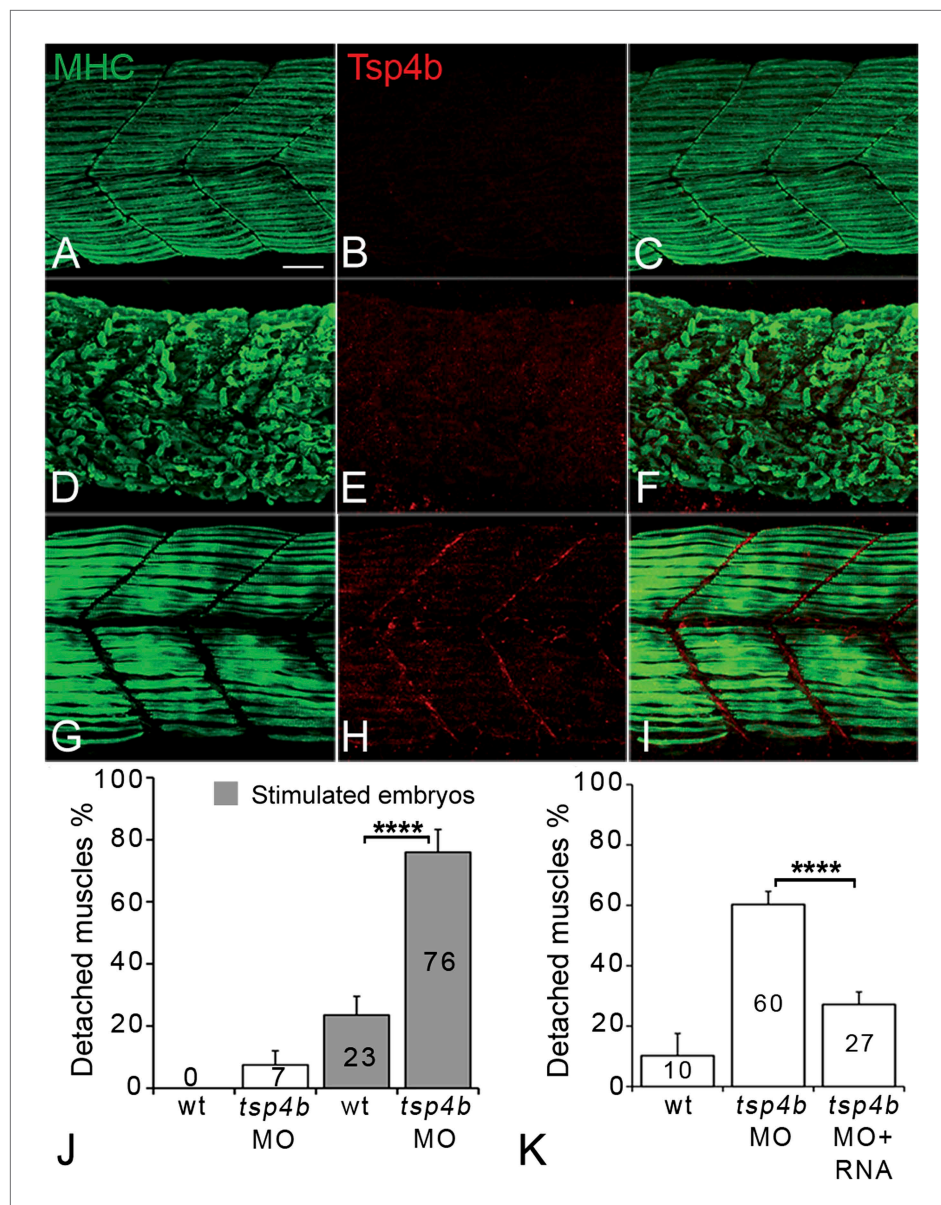 MHC
Tsp4b
A
B
C
D
E
F
G
H
I
Detached muscles %
100
80
60
40
20
0
Stimulated embryos
****
0
7
23
76
wt
tsp4b
MO
wt
tsp4b
MO
J
Detached muscles %
100
80
60
40
20
0
****
10
60
27
wt
tsp4b
MO
tsp4b
MO+
RNA
K